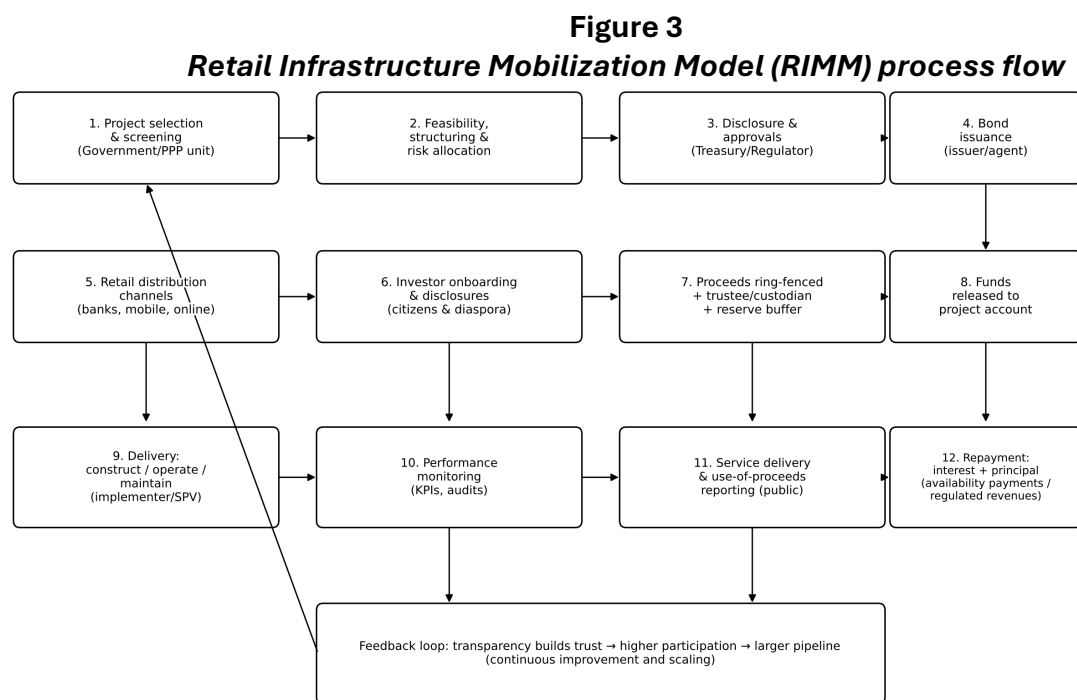 Figure 3
Retail Infrastructure Mobilization Model (RIMM) process flow
1. Project selection
& screening
(Government/PPP unit)
2. Feasibility,
structuring &
risk allocation
3. Disclosure &
approvals
(Treasury/Regulator)
4. Bond
issuance
(issuer/agent)
5. Retail distribution
channels
(banks, mobile, online)
6. Investor onboarding
& disclosures
(citizens & diaspora)
7. Proceeds ring-fenced
+ trustee/custodian
+ reserve buffer
8. Funds
released to
project account
9. Delivery:
construct / operate /
maintain
(implementer/SPV)
10. Performance
monitoring
(KPIs, audits)
11. Service delivery
& use-of-proceeds
reporting (public)
12. Repayment:
interest + principal
(availability payments /
regulated revenues)
Feedback loop: transparency builds trust → higher participation → larger pipeline
(continuous improvement and scaling)